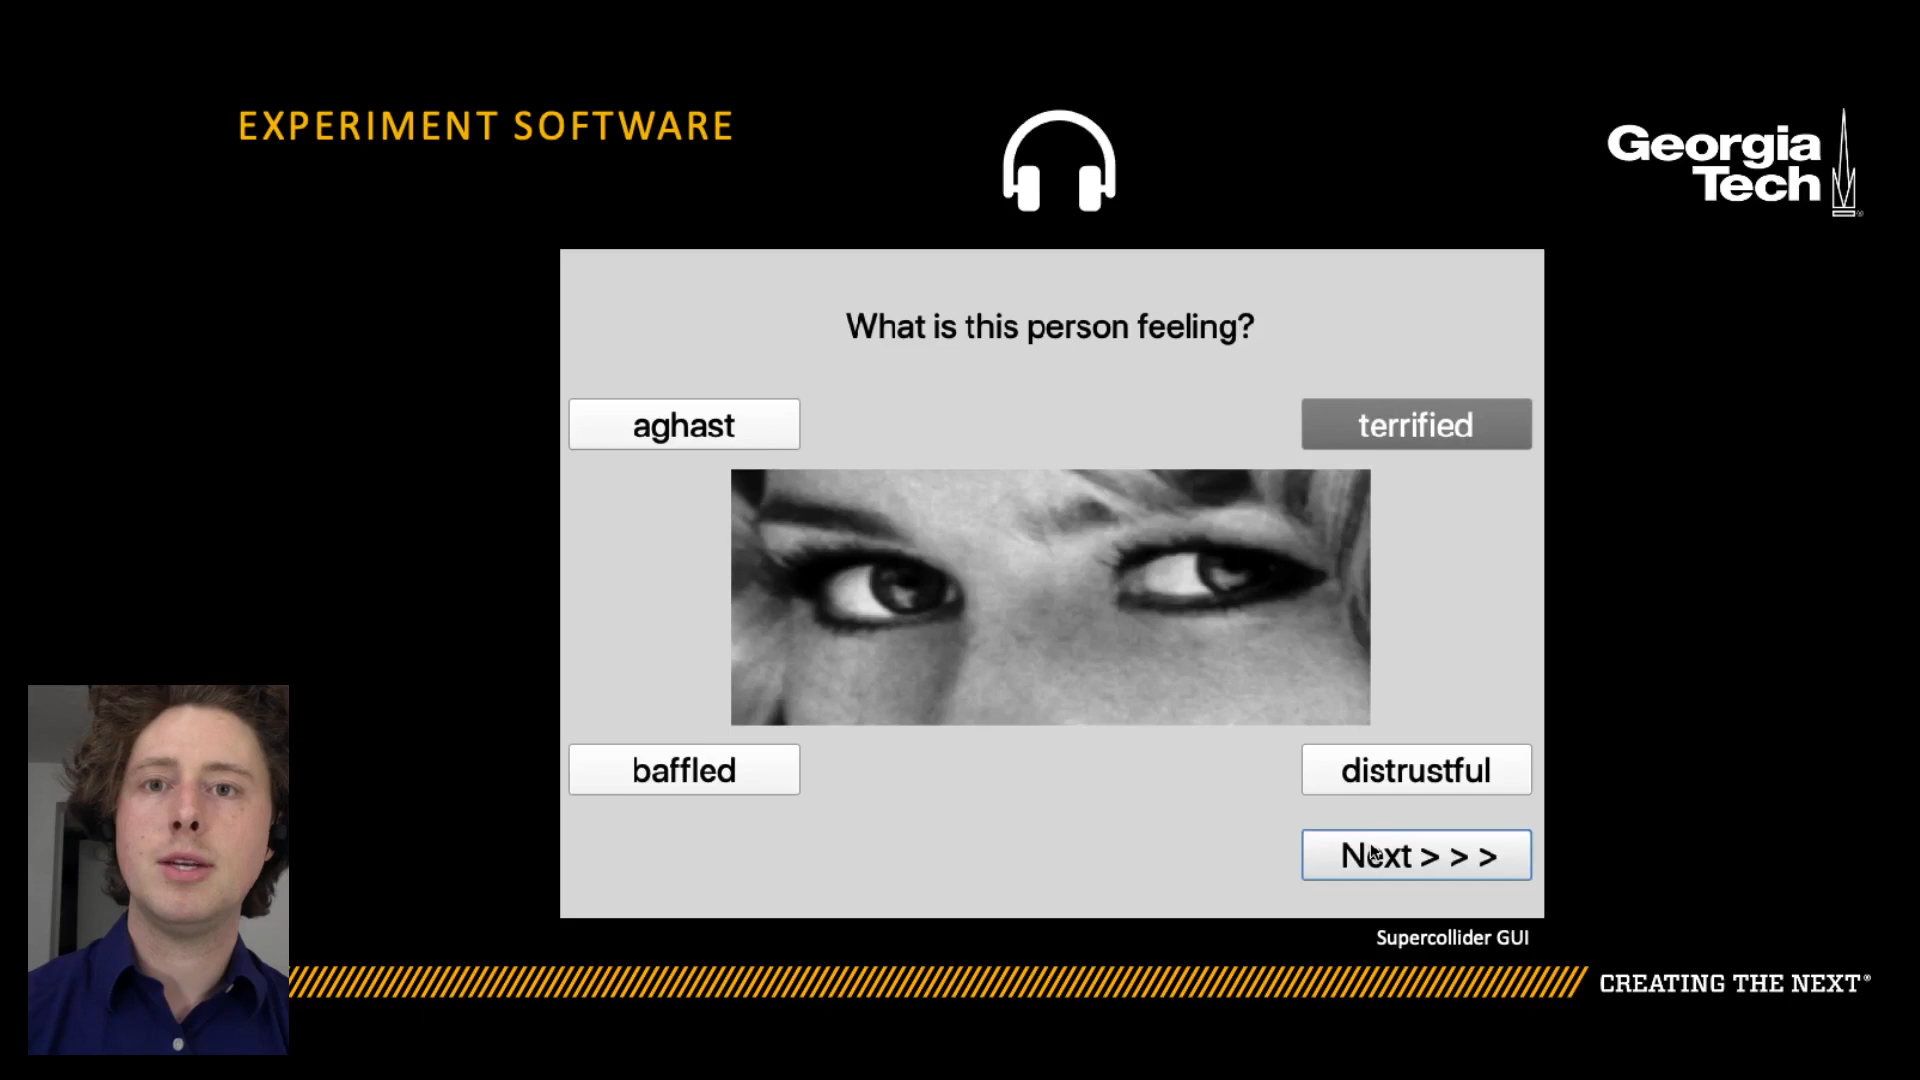 EXPERIMENT SOFTWARE
Georgia
Tech
What is this person feeling?
aghast
terrified
baffled
distrustful
Next > > >
Supercollider GUI
CREATING THE NEXT®